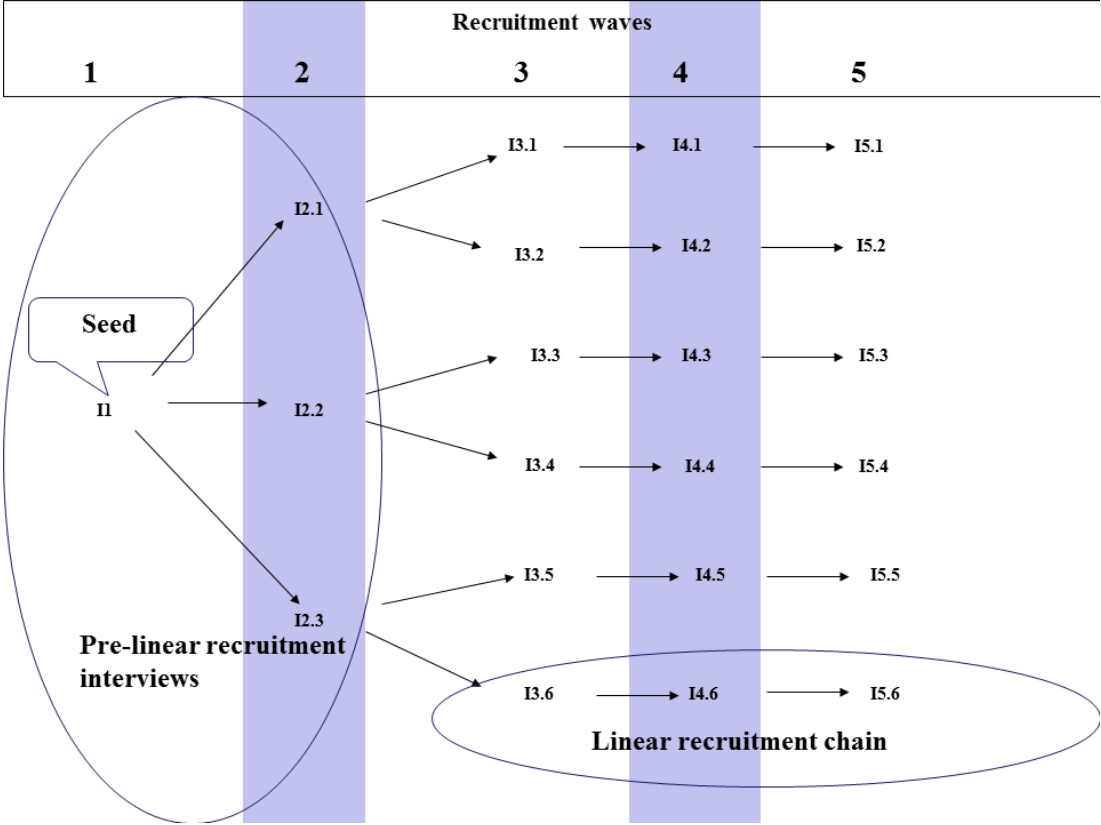 Recruitment waves
1 2 3 4 5
I3.1 I4.1 I5.1
I2.1
I3.2 I4.2 I5.2
Seed
I3.3 I4.3 I5.3
I1 I2.2
I3.4 I4.4 I5.4
I3.5 I4.5 I5.5
I2.3
Pre-linear recruitment
interviews
I3.6 I4.6 I5.6
Linear recruitment chain